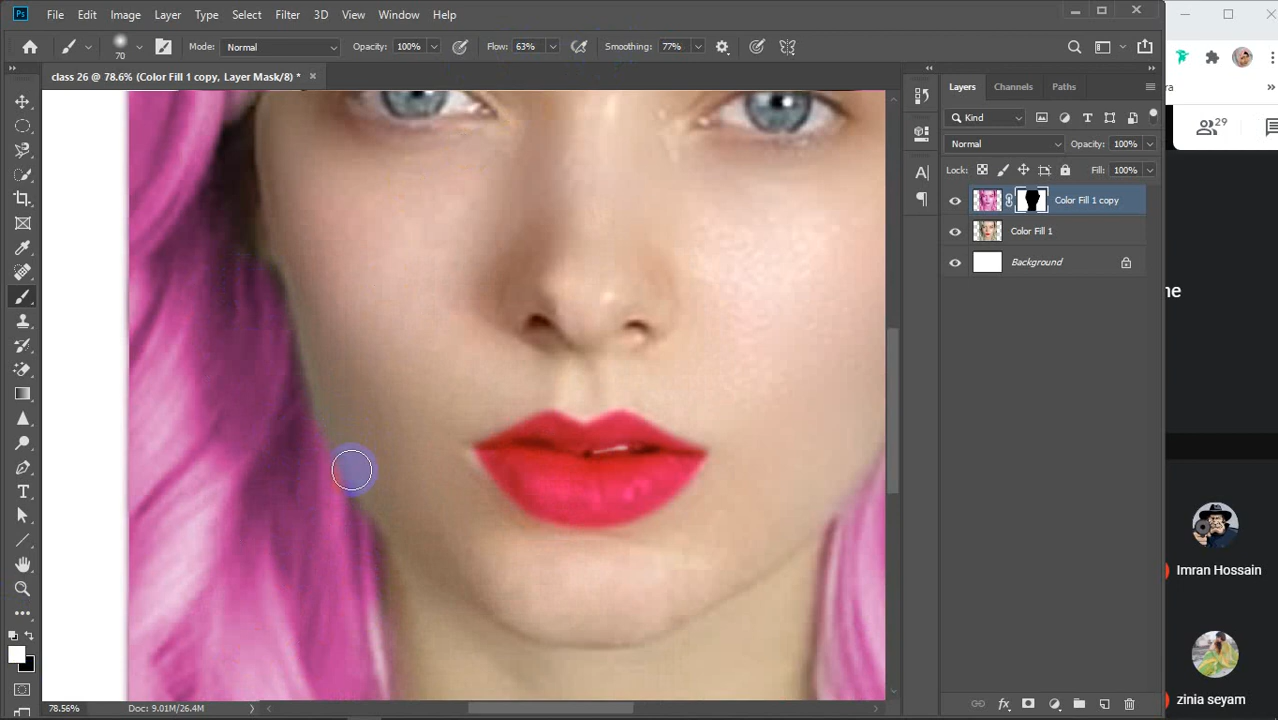 Ps File Edit Image Layer Type Select Filter 3D View Window Help
70 Mode: Normal Opacity: 100% Flow: 63% Smoothing: 77%
class 26 @ 78.6% (Color Fill 1 copy, Layer Mask/8) * ×
Layers Channels Paths
Kind
Normal Opacity: 100%
Lock: Fill: 100%
Color Fill 1 copy
Color Fill 1
Background
78.56% Doc: 9.01M/26.4M
ra
29
ne
Imran Hossain
zinia seyam